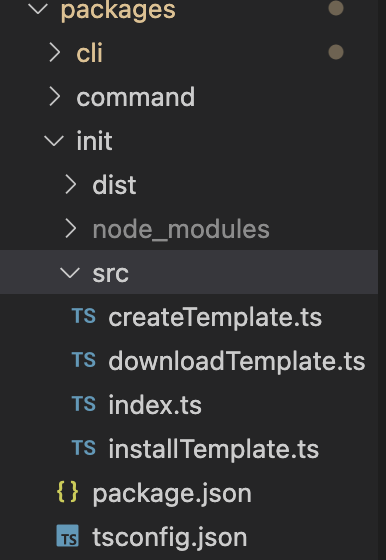 packages
cli
command
init
dist
node_modules
src
TS createTemplate.ts
TS downloadTemplate.ts
TS index.ts
TS installTemplate.ts
{} package.json
TS tsconfig.json